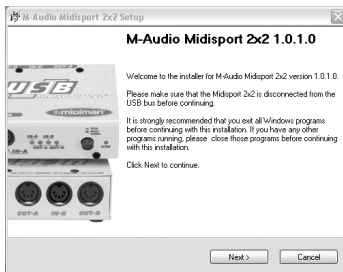 M-Audio Midisport 2x2 Setup
M-Audio Midisport 2x2 1.0.1.0
Welcome to the installer for M-Audio Midisport 2x2 version 1.0.1.0.
Please make sure that the Midisport 2x2 is disconnected from the
USB bus before continuing.
It is strongly recommended that you exit all Windows programs
before continuing with this installation. If you have any other
programs running, please close those programs before continuing
with this installation.
Click Next to continue.
USB
midiman
IN-A
OUT-A IN-B OUT-B
Next >
Cancel